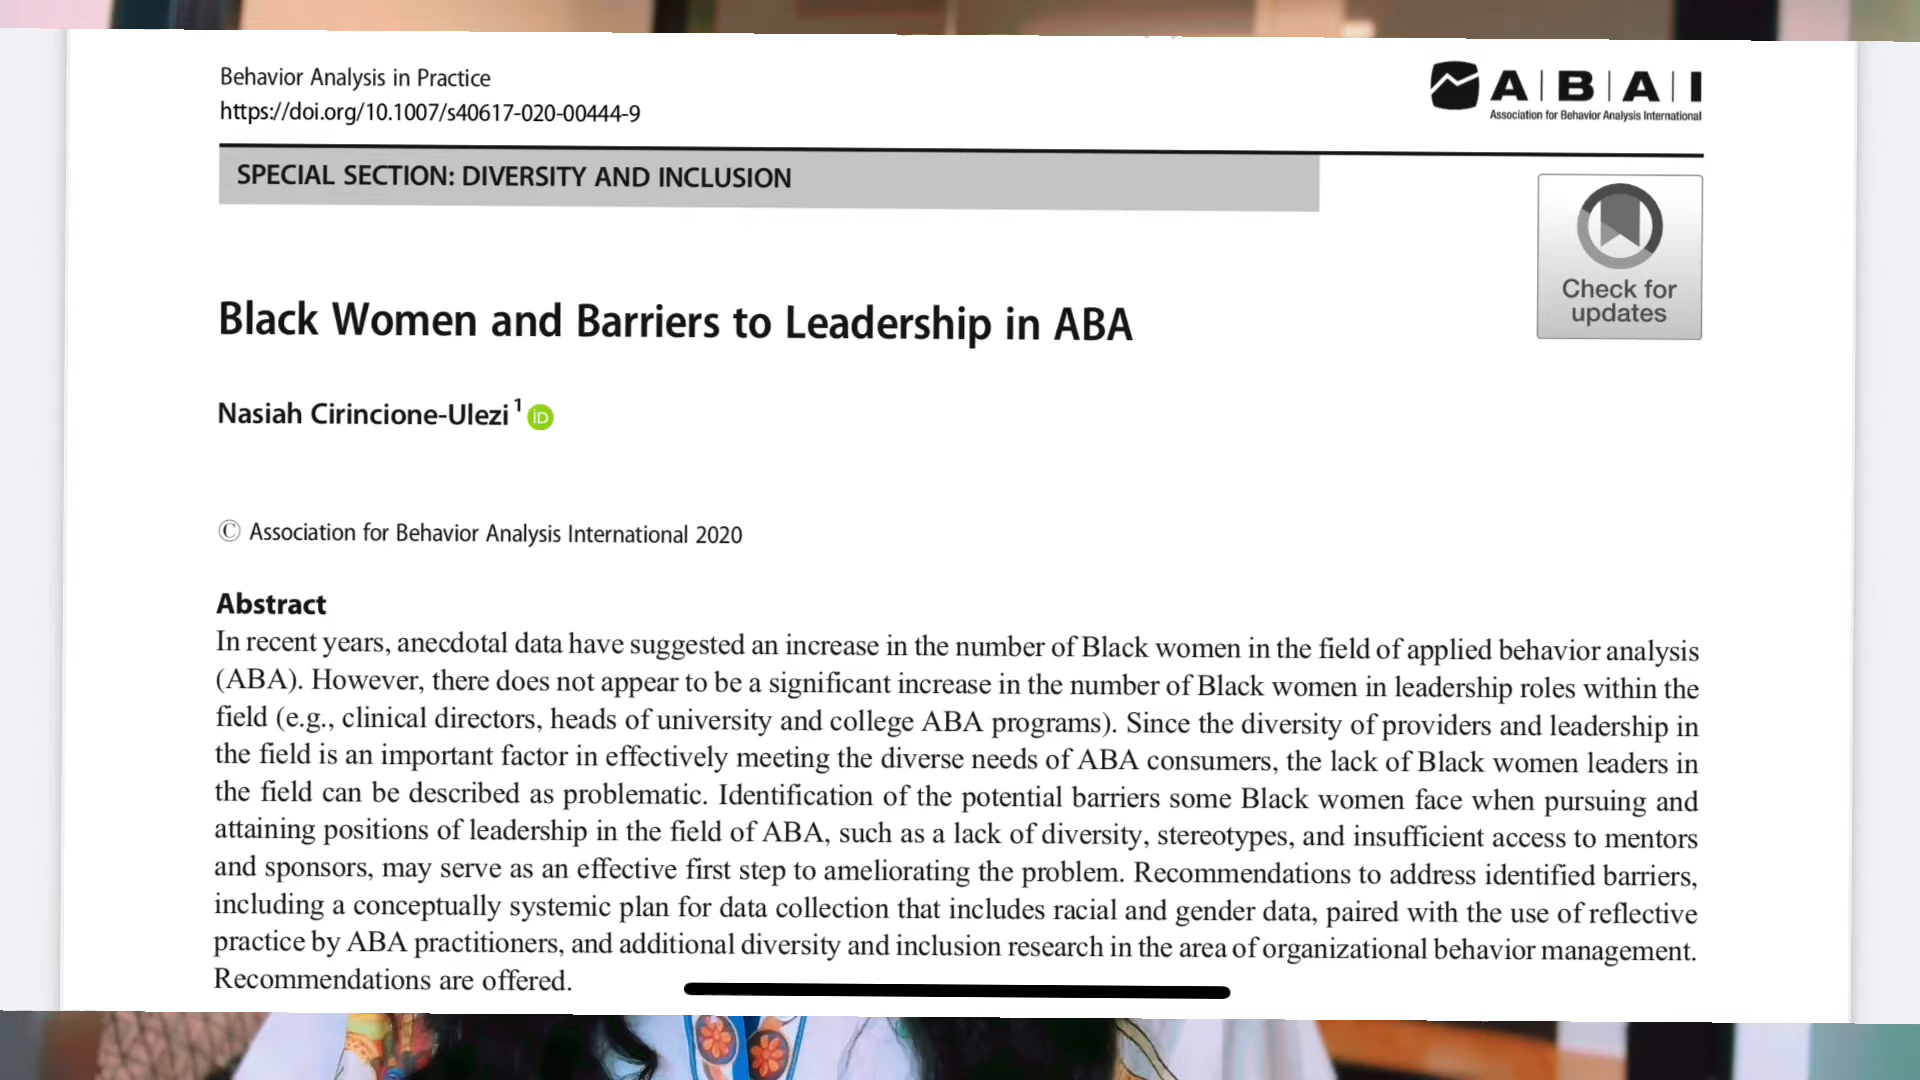 Behavior Analysis in Practice
https://doi.org/10.1007/s40617-020-00444-9
A|B|A|I
Association for Behavior Analysis International
SPECIAL SECTION: DIVERSITY AND INCLUSION
Check for
updates
Black Women and Barriers to Leadership in ABA
Nasiah Cirincione-Ulezi 1 iD
© Association for Behavior Analysis International 2020
Abstract
In recent years, anecdotal data have suggested an increase in the number of Black women in the field of applied behavior analysis
(ABA). However, there does not appear to be a significant increase in the number of Black women in leadership roles within the
field (e.g., clinical directors, heads of university and college ABA programs). Since the diversity of providers and leadership in
the field is an important factor in effectively meeting the diverse needs of ABA consumers, the lack of Black women leaders in
the field can be described as problematic. Identification of the potential barriers some Black women face when pursuing and
attaining positions of leadership in the field of ABA, such as a lack of diversity, stereotypes, and insufficient access to mentors
and sponsors, may serve as an effective first step to ameliorating the problem. Recommendations to address identified barriers,
including a conceptually systemic plan for data collection that includes racial and gender data, paired with the use of reflective
practice by ABA practitioners, and additional diversity and inclusion research in the area of organizational behavior management.
Recommendations are offered.